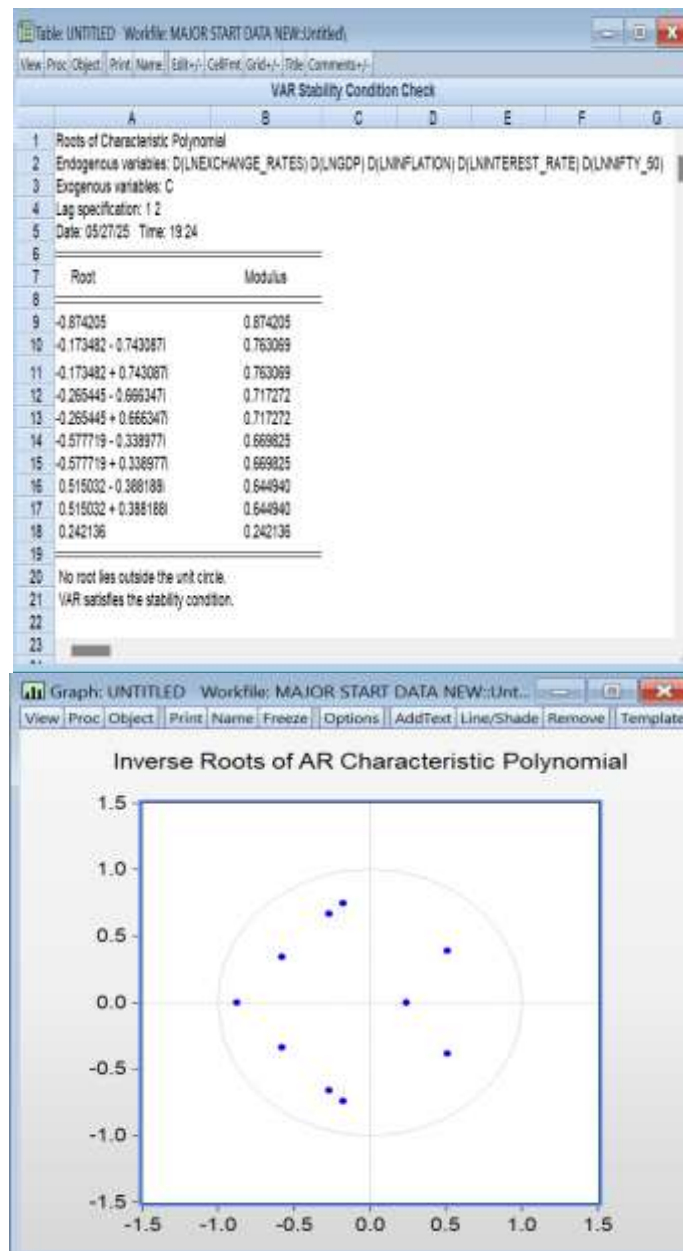 Table: UNTITLED Workfile: MAJOR START DATA NEW::Untitled\
View Proc Object Print Name Edit+/- CellFmt Grid+/- Title Comments+/-
VAR Stability Condition Check
A B C D E F G
1 Roots of Characteristic Polynomial
2 Endogenous variables: D(LNEXCHANGE_RATES) D(LNGDP) D(LNINFLATION) D(LNINTEREST_RATE) D(LNNIFTY_50)
3 Exogenous variables: C
4 Lag specification: 1 2
5 Date: 05/27/25 Time: 19:24
6
7 Root Modulus
8
9 -0.874205 0.874205
10 -0.173482 - 0.743087i 0.763069
11 -0.173482 + 0.743087i 0.763069
12 -0.265445 - 0.666347i 0.717272
13 -0.265445 + 0.666347i 0.717272
14 -0.577719 - 0.338977i 0.669825
15 -0.577719 + 0.338977i 0.669825
16 0.515032 - 0.388188i 0.644940
17 0.515032 + 0.388188i 0.644940
18 0.242136 0.242136
19
20 No root lies outside the unit circle.
21 VAR satisfies the stability condition.
22
23
Graph: UNTITLED Workfile: MAJOR START DATA NEW::Unt...
View Proc Object Print Name Freeze Options AddText Line/Shade Remove Template
Inverse Roots of AR Characteristic Polynomial
1.5
1.0
0.5
0.0
-0.5
-1.0
-1.5
-1.5 -1.0 -0.5 0.0 0.5 1.0 1.5